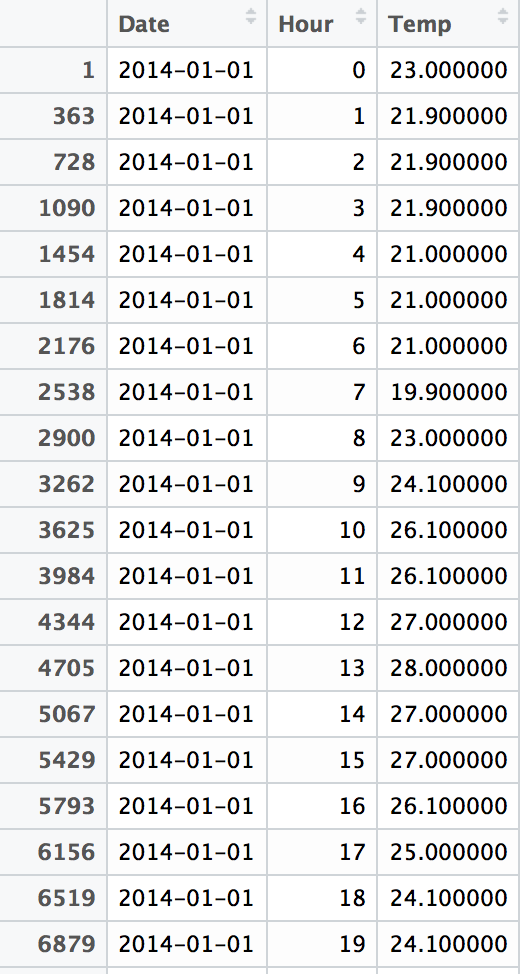 Date Hour Temp
1 2014-01-01 0 23.000000
363 2014-01-01 1 21.900000
728 2014-01-01 2 21.900000
1090 2014-01-01 3 21.900000
1454 2014-01-01 4 21.000000
1814 2014-01-01 5 21.000000
2176 2014-01-01 6 21.000000
2538 2014-01-01 7 19.900000
2900 2014-01-01 8 23.000000
3262 2014-01-01 9 24.100000
3625 2014-01-01 10 26.100000
3984 2014-01-01 11 26.100000
4344 2014-01-01 12 27.000000
4705 2014-01-01 13 28.000000
5067 2014-01-01 14 27.000000
5429 2014-01-01 15 27.000000
5793 2014-01-01 16 26.100000
6156 2014-01-01 17 25.000000
6519 2014-01-01 18 24.100000
6879 2014-01-01 19 24.100000